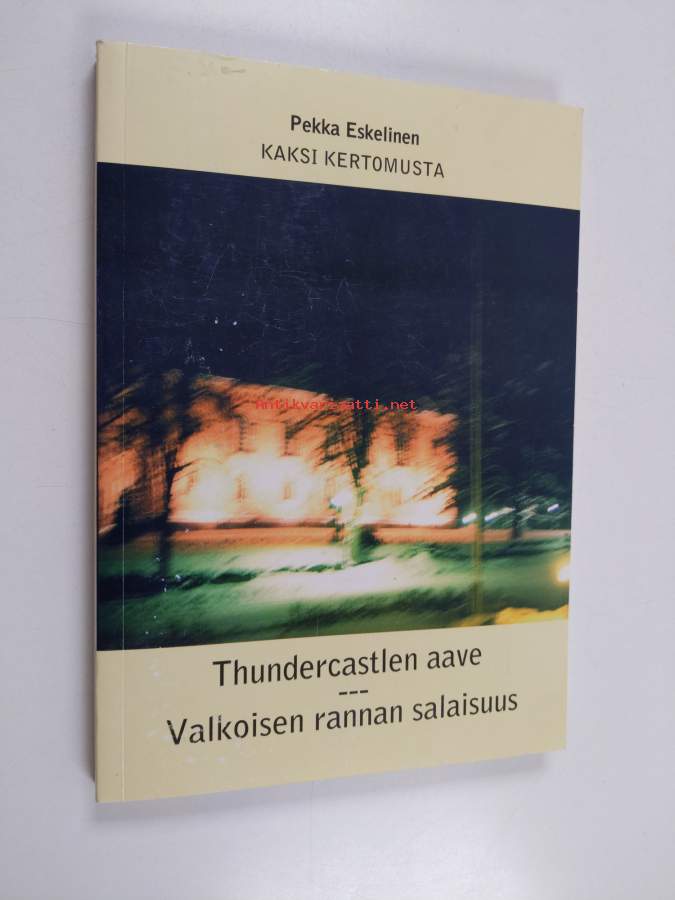 Pekka Eskelinen
KAKSI KERTOMUSTA
Antikvariaatti.net
Thundercastlen aave
---
Valkoisen rannan salaisuus